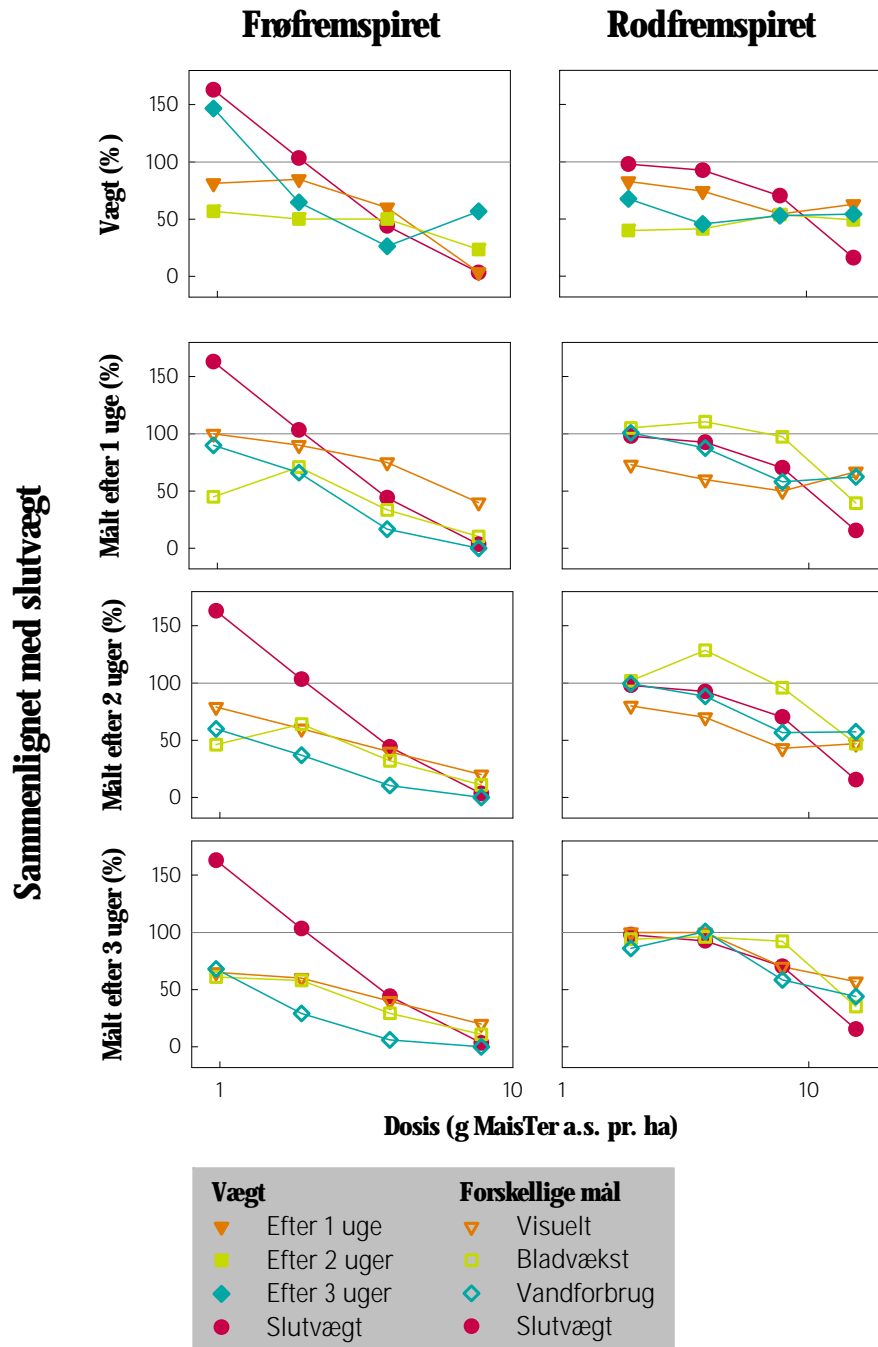 Frøfremspiret Rodfremspiret
Sammenlignet med slutvægt
Vægt (% )
150
100
50
0
Målt efter 1 uge (%)
150
100
50
0
Målt efter 2 uger (%)
150
100
50
0
Målt efter 3 uger (%)
150
100
50
0
1 10 1 10
Dosis (g MaisTer a.s. pr. ha)
Vægt Forskellige mål
Efter 1 uge Visuelt
Efter 2 uger Bladvækst
Efter 3 uger Vandforbrug
Slutvægt Slutvægt